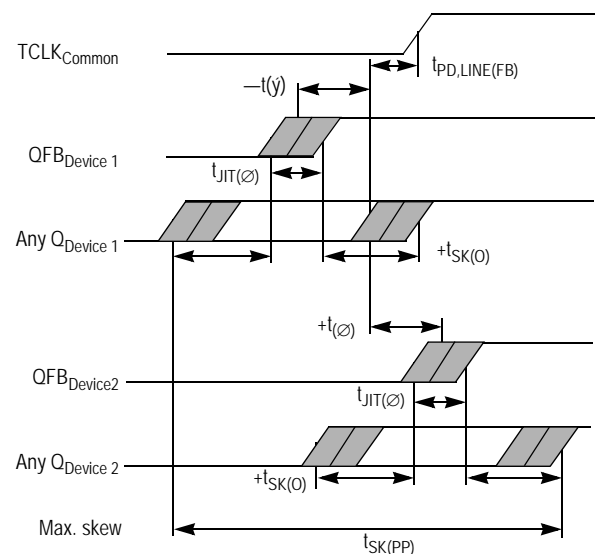 TCLKCommon
tPD,LINE(FB)
—t(ý)
QFBDevice 1
tJIT(∅)
Any QDevice 1
+tSK(O)
+t(∅)
QFBDevice2
tJIT(∅)
Any QDevice 2
+tSK(O)
Max. skew
tSK(PP)